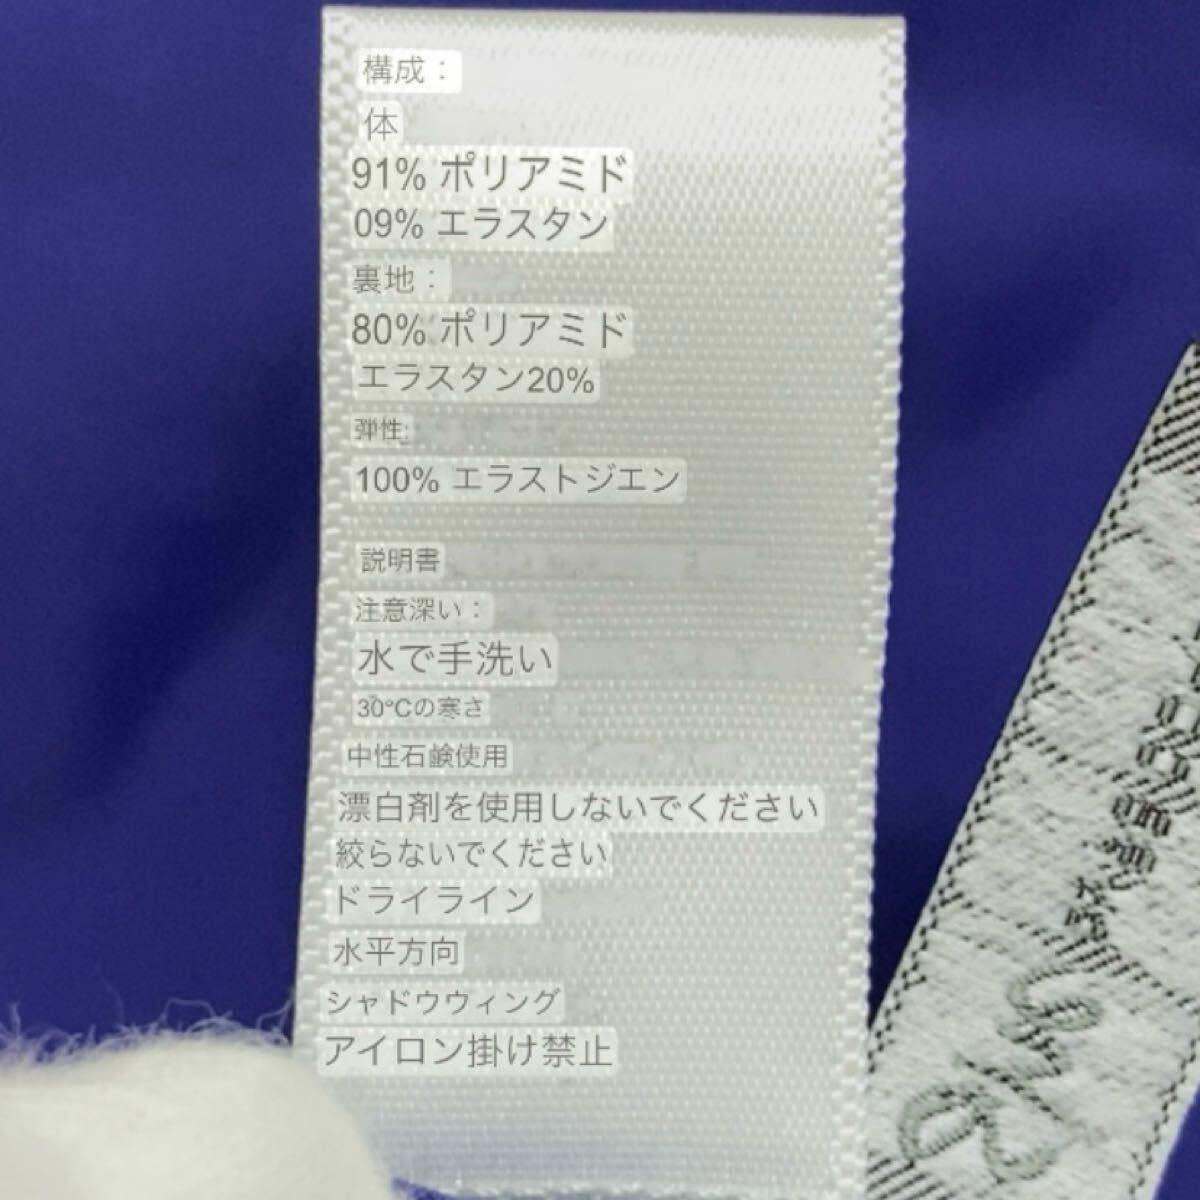 構成：
体
91% ポリアミド
09% エラスタン
裏地：
80% ポリアミド
エラスタン20%
弾性:
100% エラストジエン
説明書
注意深い：
水で手洗い
30°Cの寒さ
中性石鹸使用
漂白剤を使用しないでください
絞らないでください
ドライライン
水平方向
シャドウウィング
アイロン掛け禁止